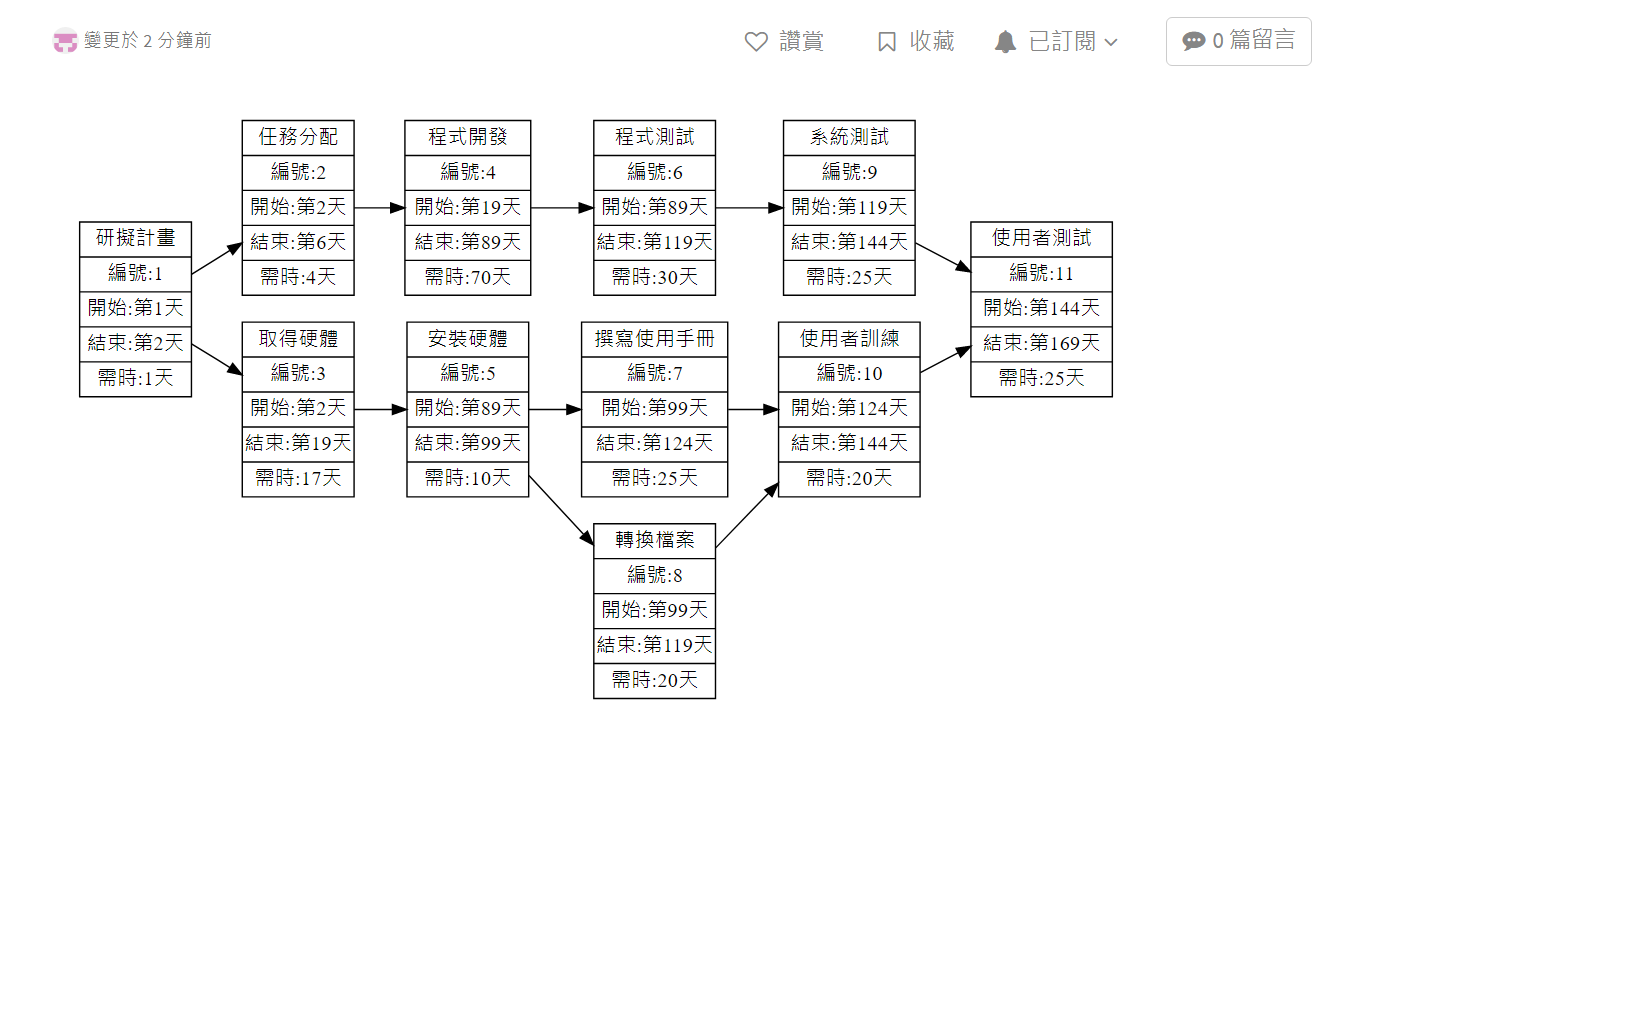 變更於 2 分鐘前
讚賞
收藏
已訂閱
0 篇留言
研擬計畫
編號:1
開始:第1天
結束:第2天
需時:1天
任務分配
編號:2
開始:第2天
結束:第6天
需時:4天
程式開發
編號:4
開始:第19天
結束:第89天
需時:70天
程式測試
編號:6
開始:第89天
結束:第119天
需時:30天
系統測試
編號:9
開始:第119天
結束:第144天
需時:25天
使用者測試
編號:11
開始:第144天
結束:第169天
需時:25天
取得硬體
編號:3
開始:第2天
結束:第19天
需時:17天
安裝硬體
編號:5
開始:第89天
結束:第99天
需時:10天
撰寫使用手冊
編號:7
開始:第99天
結束:第124天
需時:25天
使用者訓練
編號:10
開始:第124天
結束:第144天
需時:20天
轉換檔案
編號:8
開始:第99天
結束:第119天
需時:20天